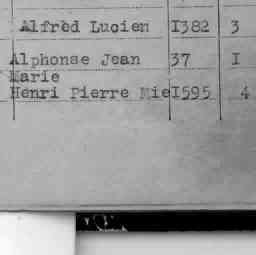 Alfred Lucien I382 3
Alphonse Jean 37 I
Marie
Henri Pierre Mie I595 4